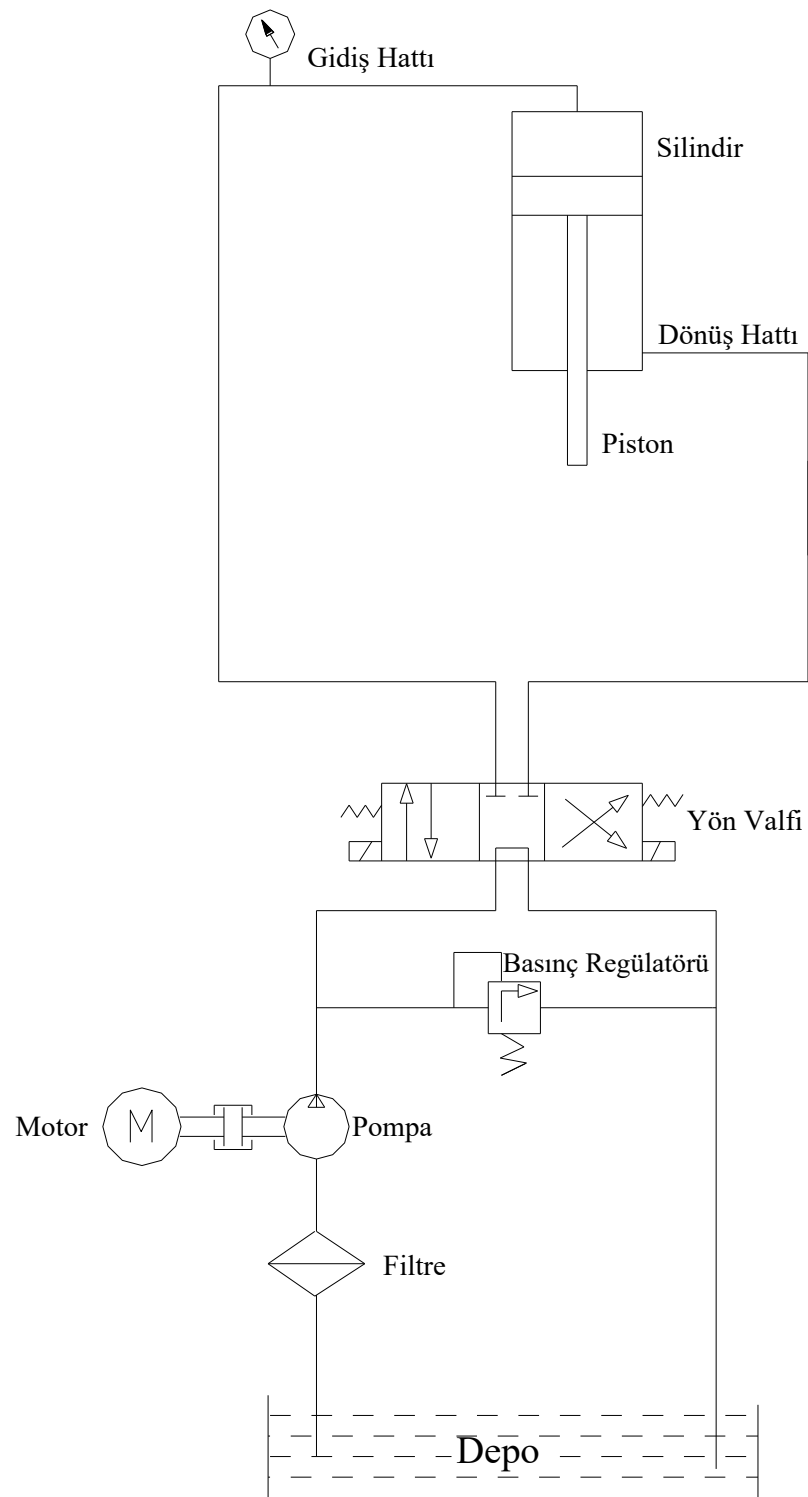 Gidiş Hattı
Silindir
Dönüş Hattı
Piston
Yön Valfi
Basınç Regülatörü
Motor
M
Pompa
Filtre
Depo